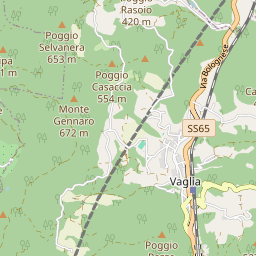 Poggio
Rasoio
420 m
Poggio
Selvanera
653 m
Poggio
Casaccia
554 m
Via Bolognese
Monte
Gennaro
672 m
SS65
Vaglia
Poggio